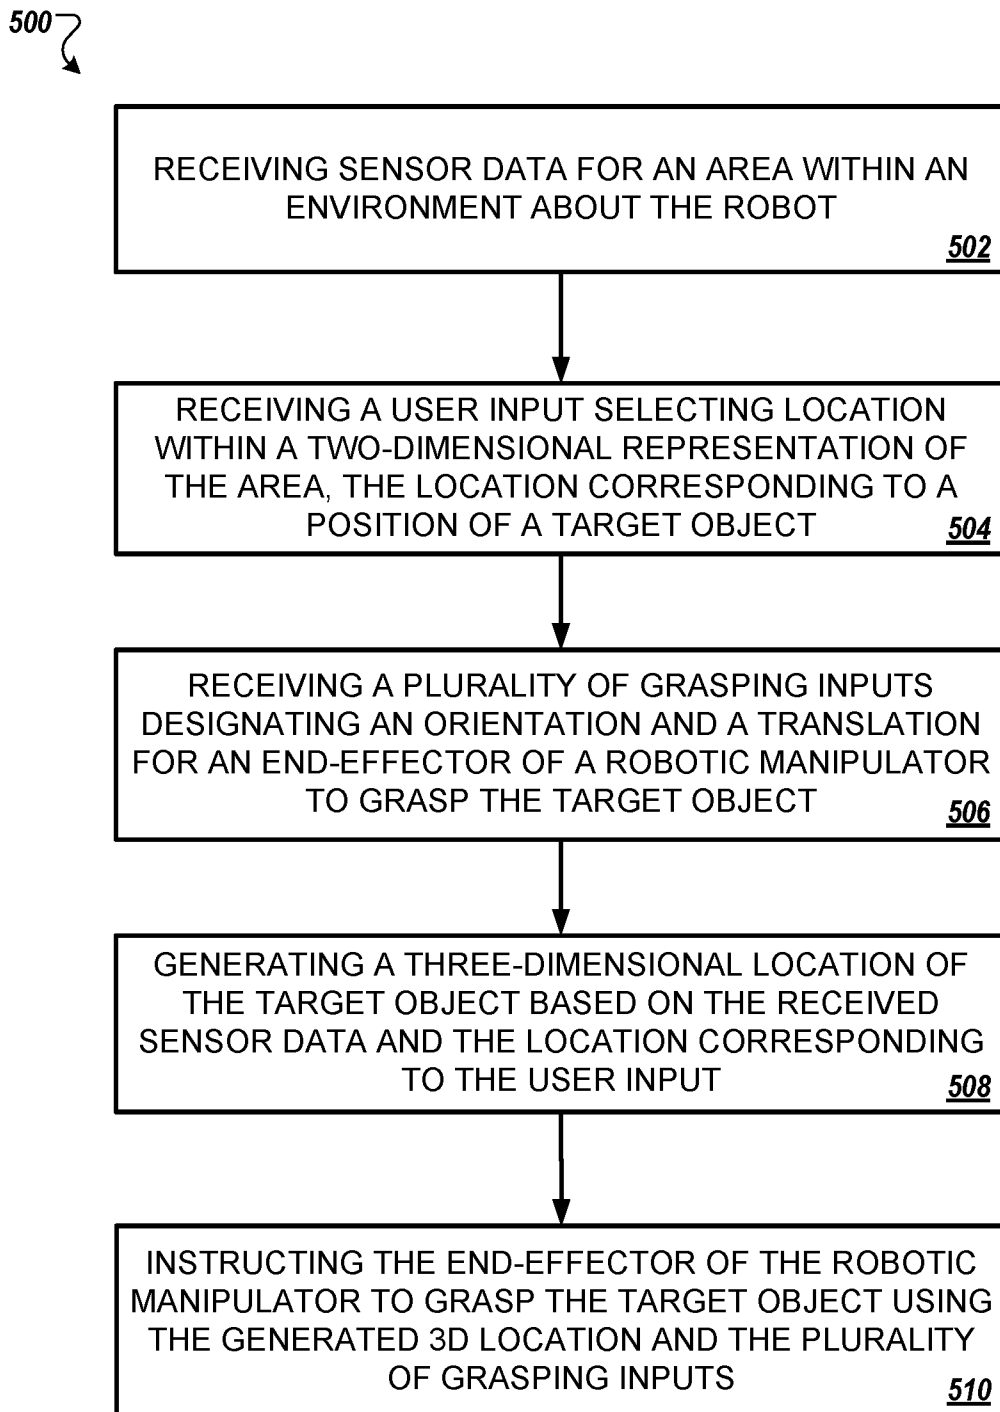 500
RECEIVING SENSOR DATA FOR AN AREA WITHIN AN
ENVIRONMENT ABOUT THE ROBOT
502
RECEIVING A USER INPUT SELECTING LOCATION
WITHIN A TWO-DIMENSIONAL REPRESENTATION OF
THE AREA, THE LOCATION CORRESPONDING TO A
POSITION OF A TARGET OBJECT
504
RECEIVING A PLURALITY OF GRASPING INPUTS
DESIGNATING AN ORIENTATION AND A TRANSLATION
FOR AN END-EFFECTOR OF A ROBOTIC MANIPULATOR
TO GRASP THE TARGET OBJECT
506
GENERATING A THREE-DIMENSIONAL LOCATION OF
THE TARGET OBJECT BASED ON THE RECEIVED
SENSOR DATA AND THE LOCATION CORRESPONDING
TO THE USER INPUT
508
INSTRUCTING THE END-EFFECTOR OF THE ROBOTIC
MANIPULATOR TO GRASP THE TARGET OBJECT USING
THE GENERATED 3D LOCATION AND THE PLURALITY
OF GRASPING INPUTS
510